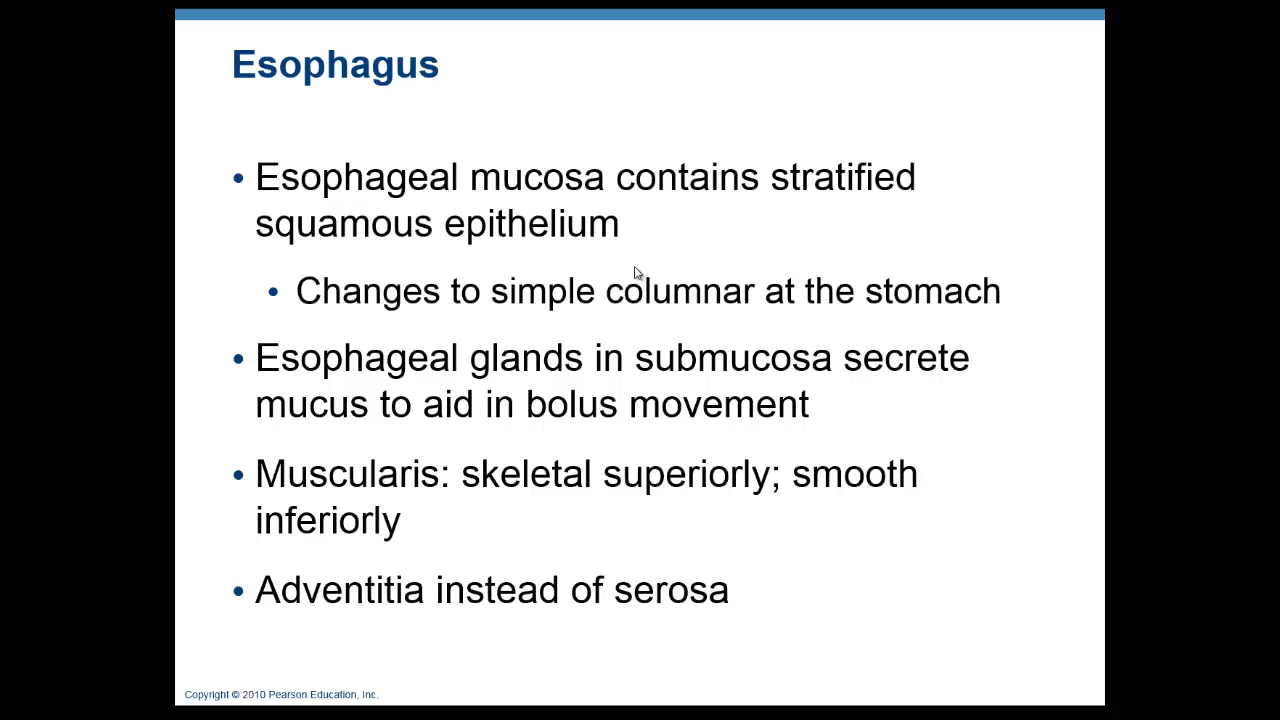 Esophagus
• Esophageal mucosa contains stratified
squamous epithelium
• Changes to simple columnar at the stomach
• Esophageal glands in submucosa secrete
mucus to aid in bolus movement
• Muscularis: skeletal superiorly; smooth
inferiorly
• Adventitia instead of serosa
Copyright © 2010 Pearson Education, Inc.